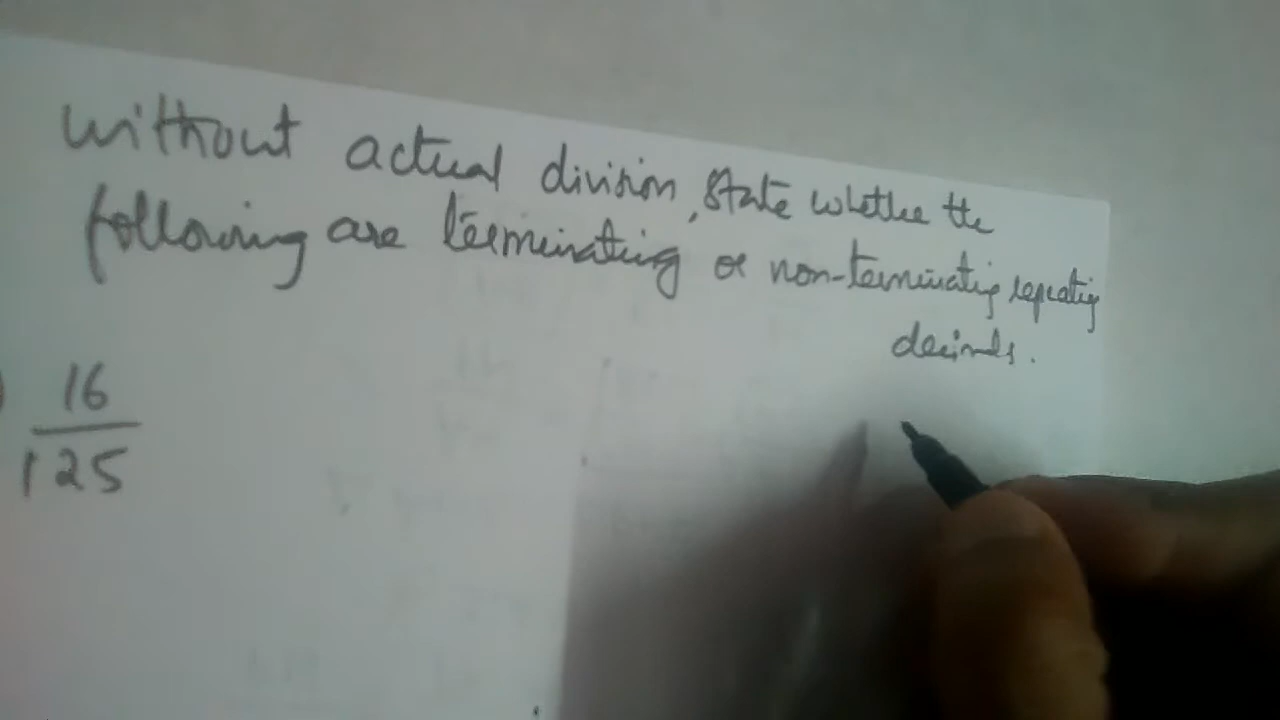 without actual division, state whether the
following are terminating or non-terminating repeating
decimals.
16
125